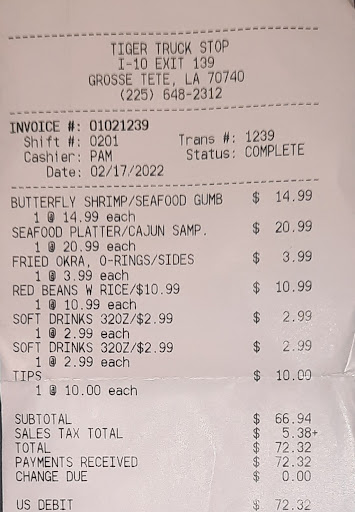 TIGER TRUCK STOP
I-10 EXIT 139
GROSSE TETE, LA 70740
(225) 648-2312
INVOICE #: 01021239
Shift #: 0201 Trans #: 1239
Cashier: PAM Status: COMPLETE
Date: 02/17/2022
BUTTERFLY SHRIMP/SEAFOOD GUMB $ 14.99
1 @ 14.99 each
SEAFOOD PLATTER/CAJUN SAMP. $ 20.99
1 @ 20.99 each
FRIED OKRA, O-RINGS/SIDES $ 3.99
1 @ 3.99 each
RED BEANS W RICE/$10.99 $ 10.99
1 @ 10.99 each
SOFT DRINKS 32OZ/$2.99 $ 2.99
1 @ 2.99 each
SOFT DRINKS 32OZ/$2.99 $ 2.99
1 @ 2.99 each
TIPS $ 10.00
1 @ 10.00 each
SUBTOTAL $ 66.94
SALES TAX TOTAL $ 5.38+
TOTAL $ 72.32
PAYMENTS RECEIVED $ 72.32
CHANGE DUE $ 0.00
US DEBIT $ 72.32